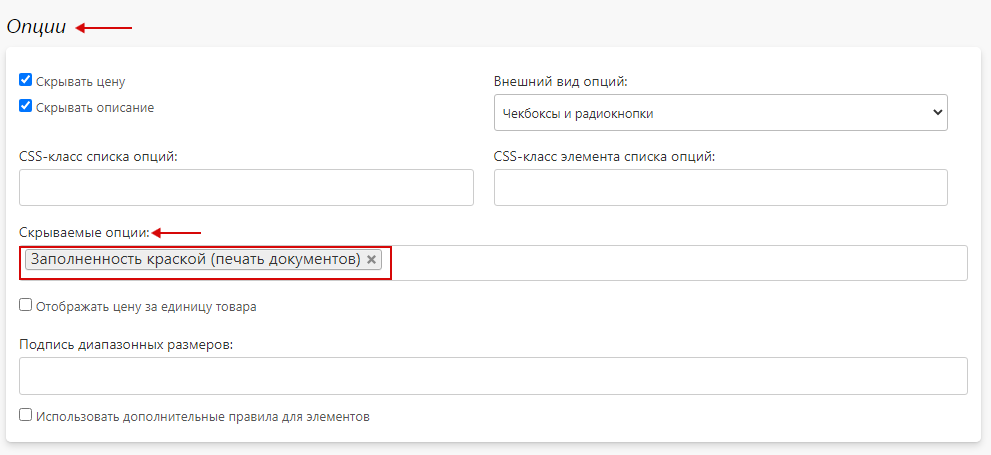 Опции
Скрывать цену
Скрывать описание
Внешний вид опций:
Чекбоксы и радиокнопки
CSS-класс списка опций:
CSS-класс элемента списка опций:
Скрываемые опции:
Заполненность краской (печать документов) ×
Отображать цену за единицу товара
Подпись диапазонных размеров:
Использовать дополнительные правила для элементов